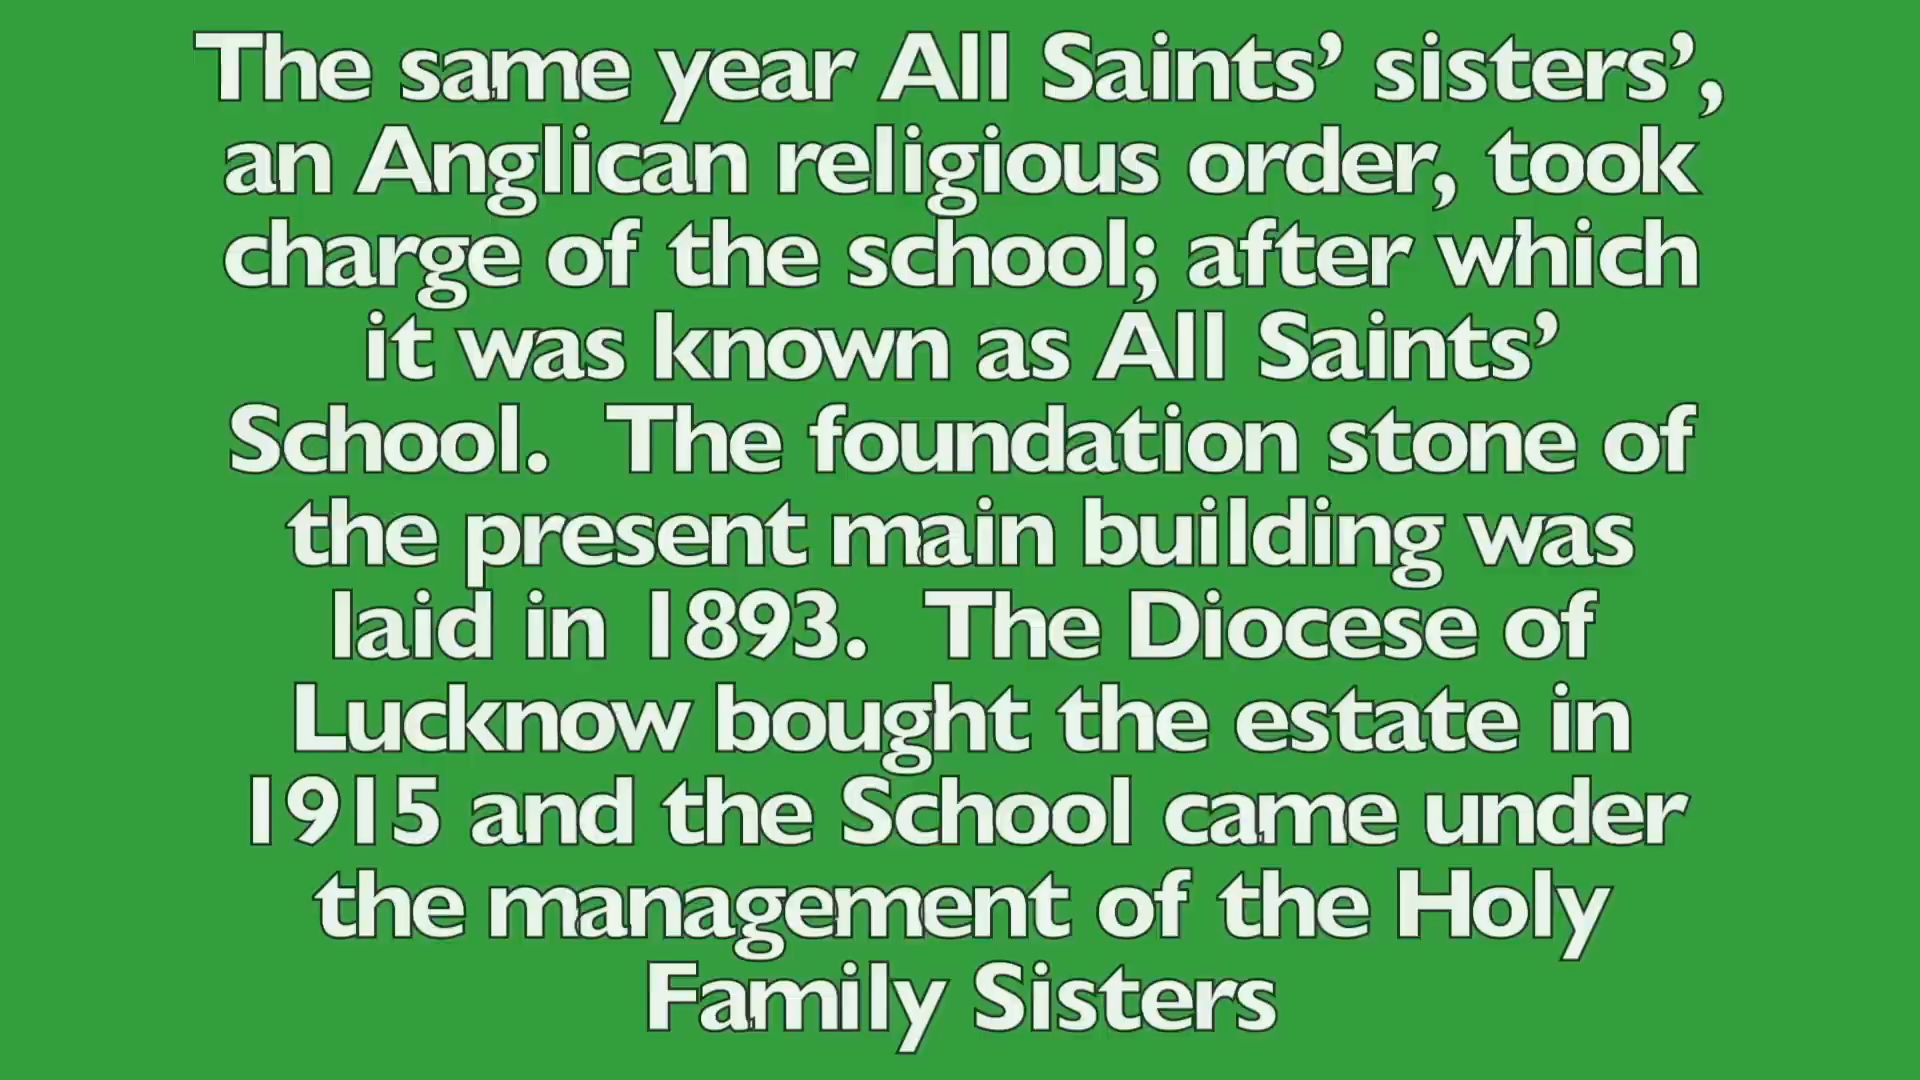 The same year All Saints’ sisters’,
an Anglican religious order, took
charge of the school; after which
it was known as All Saints’
School.  The foundation stone of
the present main building was
laid in 1893.  The Diocese of
Lucknow bought the estate in
1915 and the School came under
the management of the Holy
Family Sisters